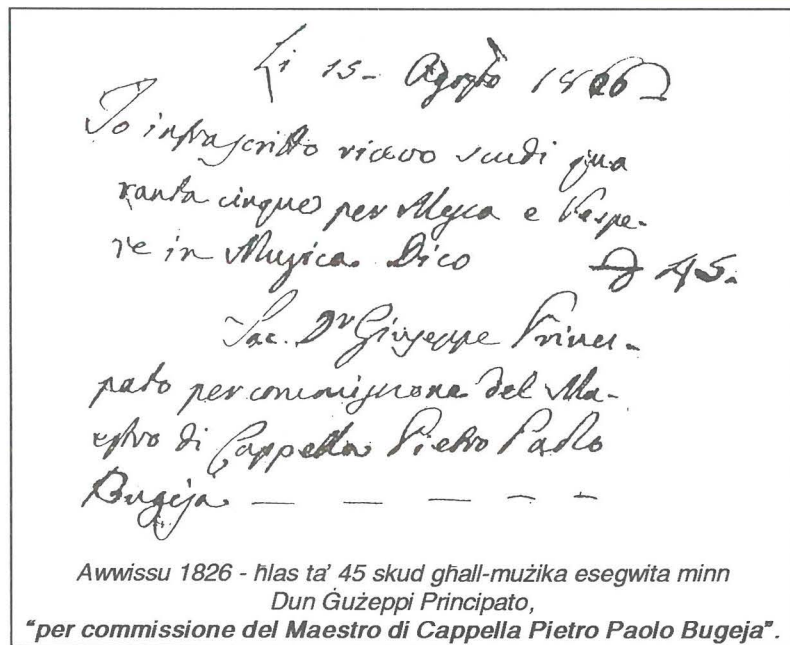 Li 15- Agosto 1826
Io infrascritto ricevo scudi qua
ranta cinque per Messa e Vespe-
re in Musica. Dico 45.
Sac. Dn Giuseppe Princi-
pato per commissione del Ma-
estro di Cappella Pietro Paolo
Bugeja — — — — —
Awwissu 1826 - ħlas ta' 45 skud għall-mużika esegwita minn
Dun Ġużeppi Principato,
"per commissione del Maestro di Cappella Pietro Paolo Bugeja".